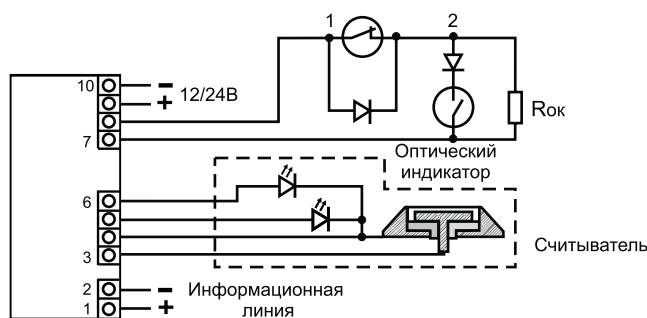 1
2
10
−
12/24В
+
7
Rок
Оптический
индикатор
6
3
Считыватель
2
−
Информационная
линия
1
+